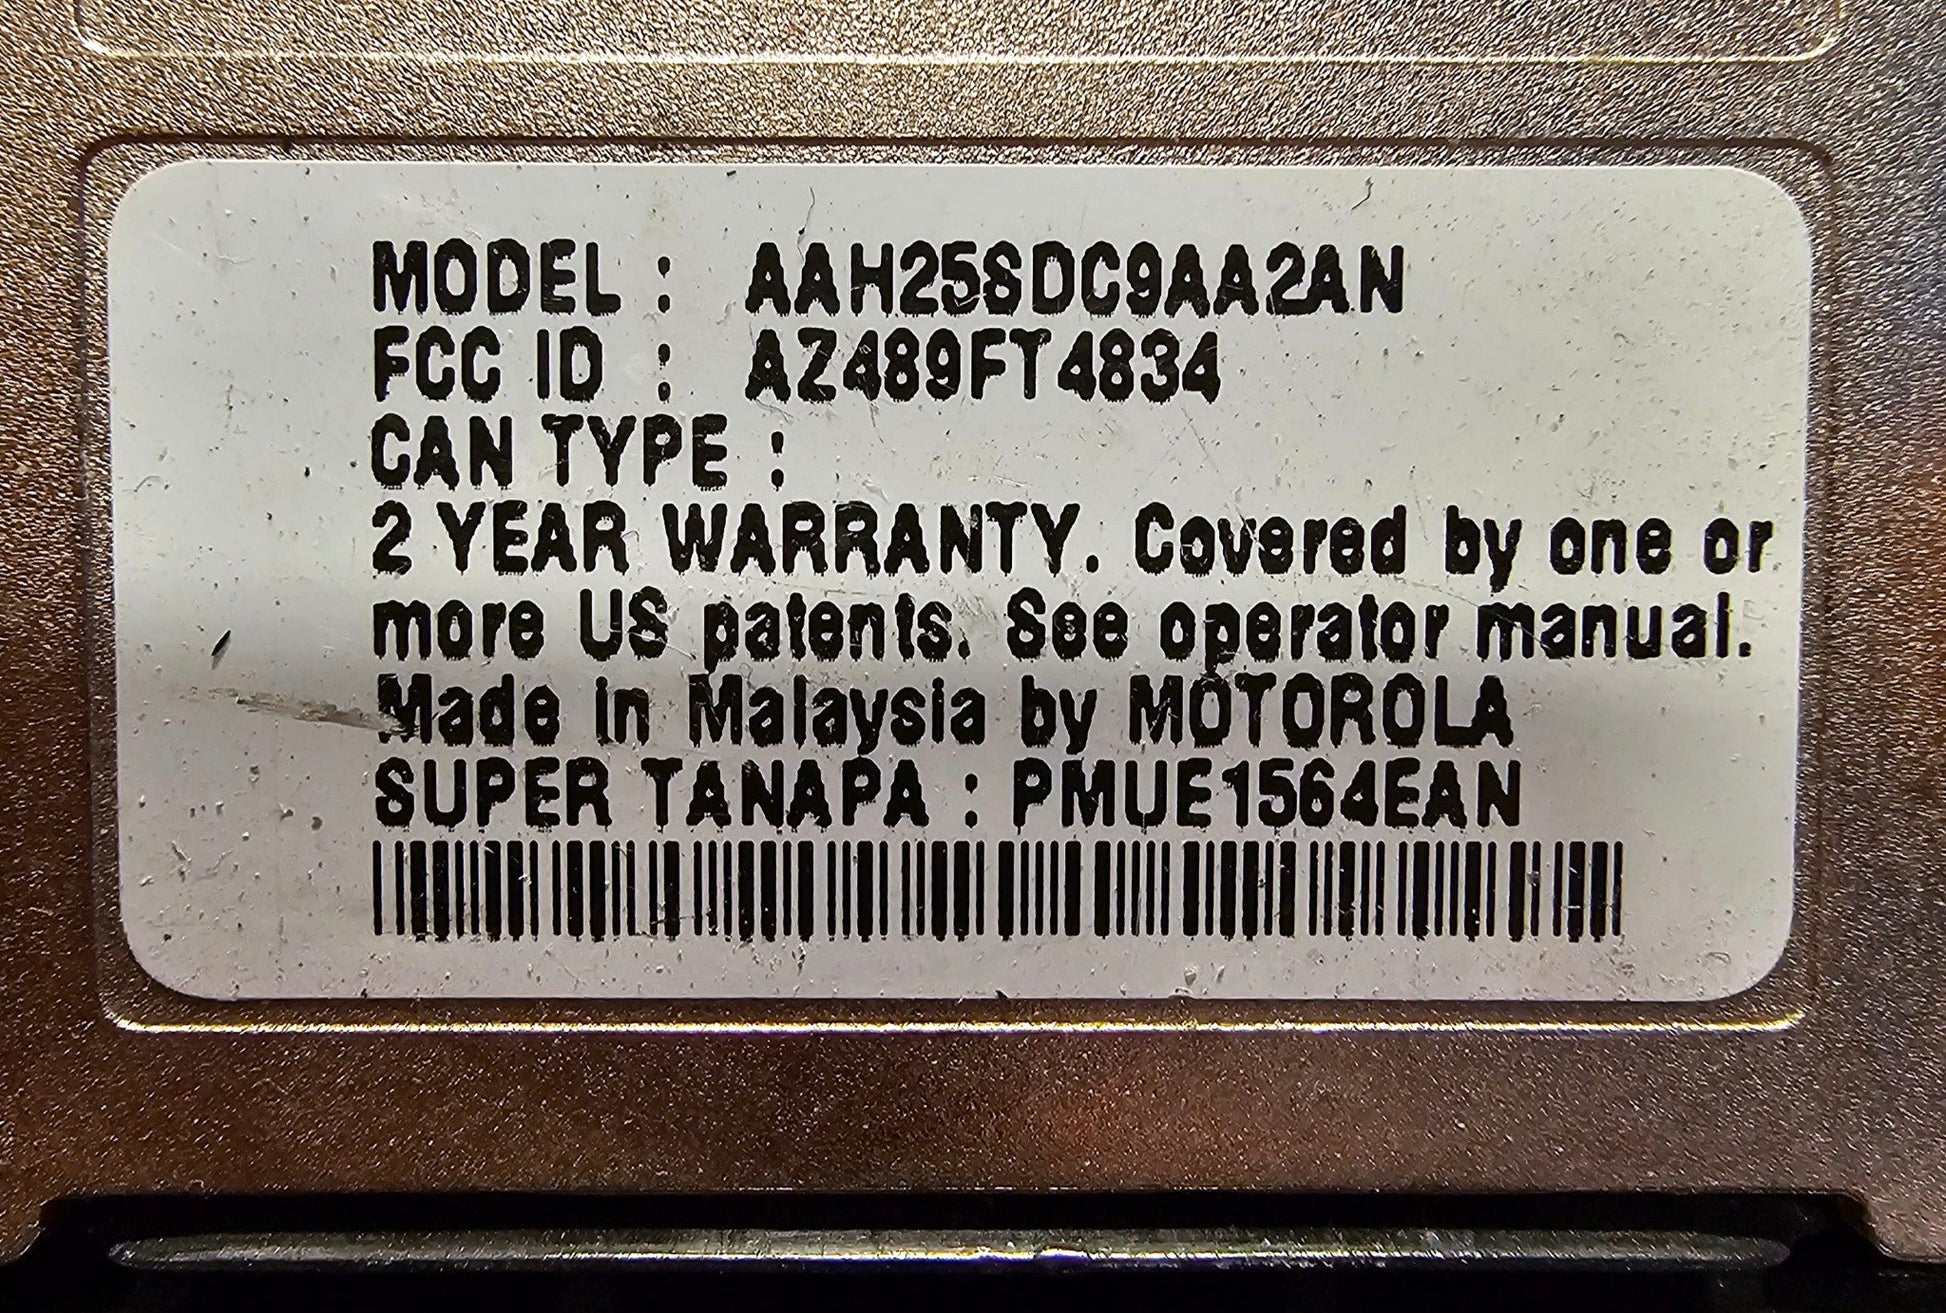 MODEL : AAH25SDC9AA2AN
FCC ID : AZ489FT4834
CAN TYPE :
2 YEAR WARRANTY. Covered by one or
more US patents. See operator manual.
Made in Malaysia by MOTOROLA
SUPER TANAPA : PMUE1564EAN